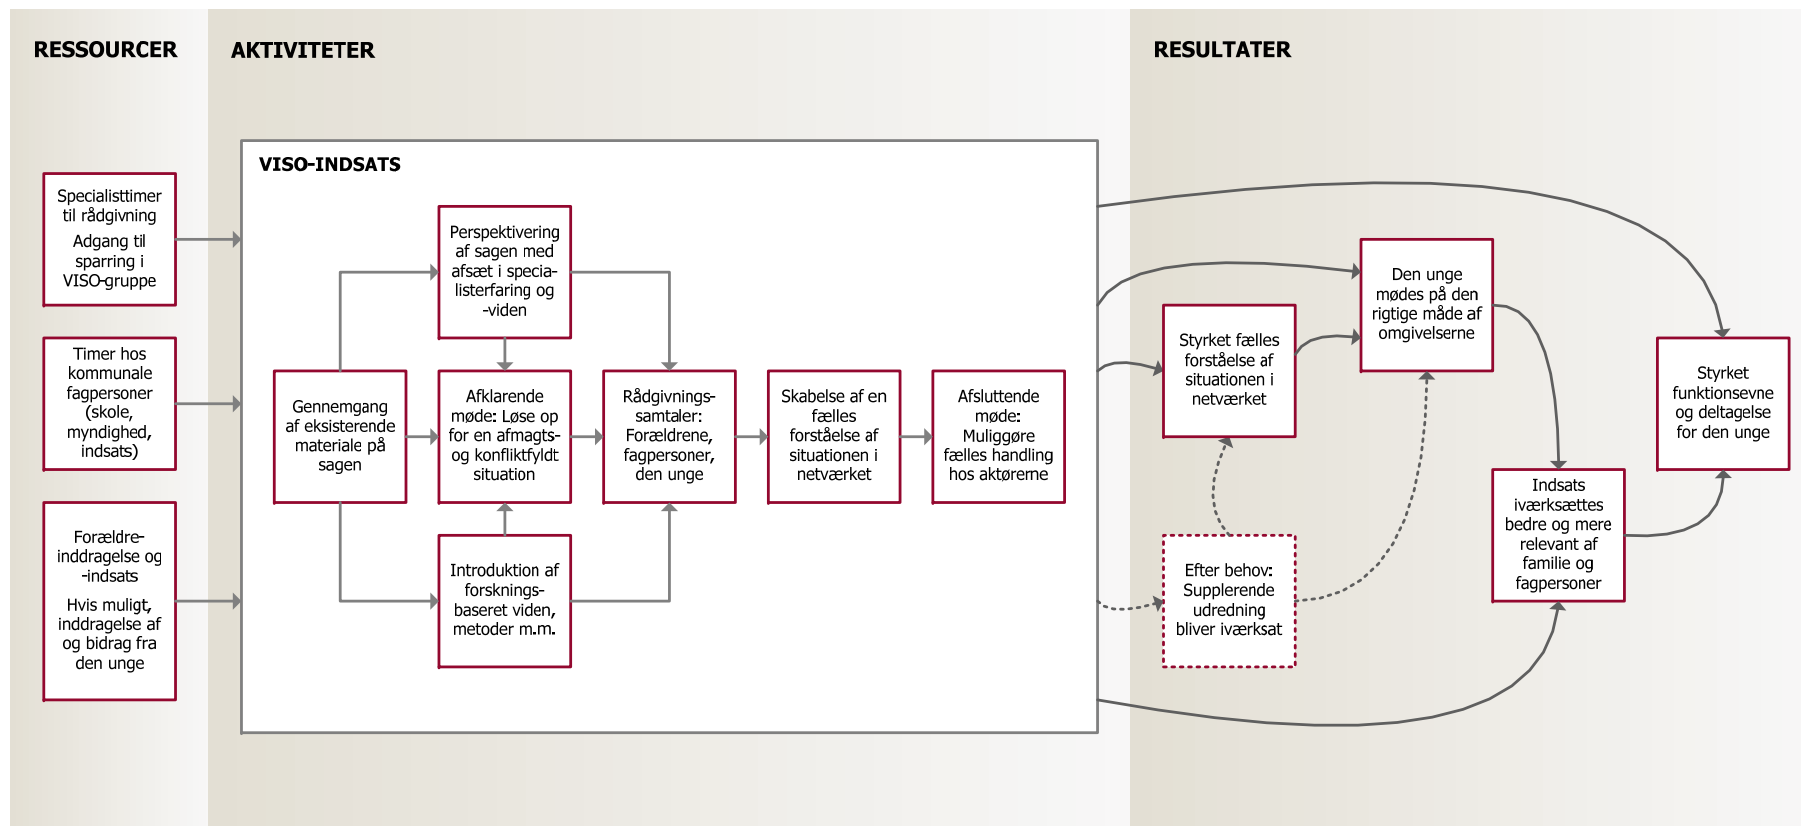 RESSOURCER
AKTIVITETER
RESULTATER
VISO-INDSATS
Specialisttimer
til rådgivning
Adgang til
sparring i
VISO-gruppe
Timer hos
kommunale
fagpersoner
(skole,
myndighed,
indsats)
Forældre-
inddragelse og
-indsats
Hvis muligt,
inddragelse af
og bidrag fra
den unge
Gennemgang
af eksisterende
materiale på
sagen
Perspektivering
af sagen med
afsæt i specia-
listerfaring og
-viden
Afklarende
møde: Løse op
for en afmagts-
og konfliktfyldt
situation
Introduktion af
forsknings-
baseret viden,
metoder m.m.
Rådgivnings-
samtaler:
Forældrene,
fagpersoner,
den unge
Skabelse af en
fælles
forståelse af
situationen i
netværket
Afsluttende
møde:
Muliggøre
fælles handling
hos aktørerne
Styrket fælles
forståelse af
situationen i
netværket
Efter behov:
Supplerende
udredning
bliver iværksat
Den unge
mødes på den
rigtige måde af
omgivelserne
Indsats
iværksættes
bedre og mere
relevant af
familie og
fagpersoner
Styrket
funktionsevne
og deltagelse
for den unge